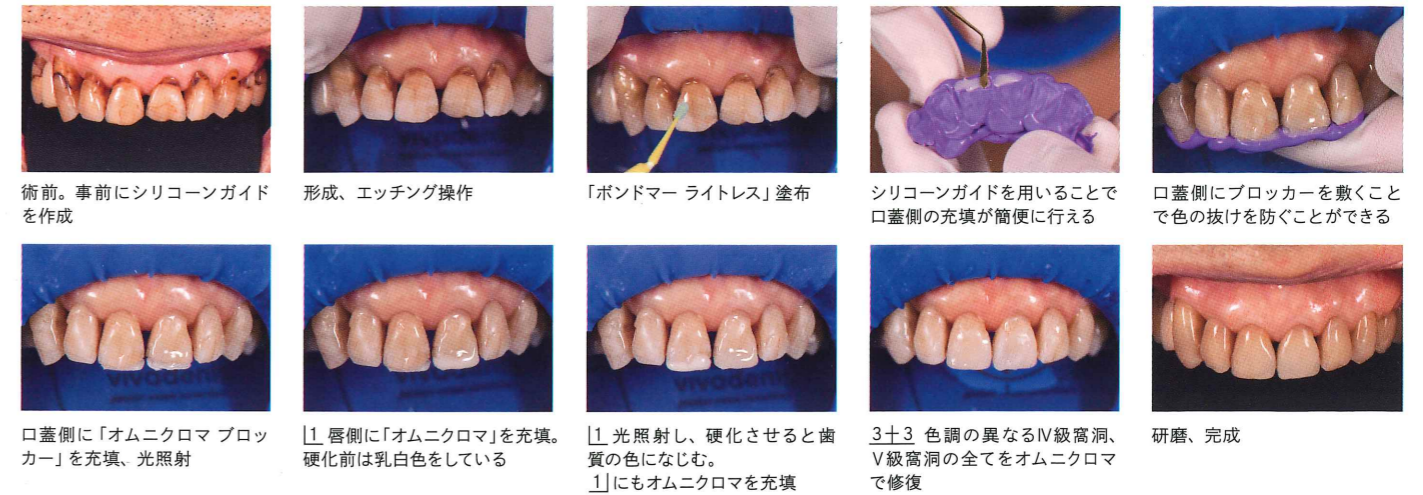 術前。事前にシリコーンガイド
を作成
形成、エッチング操作
「ボンドマー ライトレス」塗布
シリコーンガイドを用いることで
口蓋側の充填が簡便に行える
口蓋側にブロッカーを敷くこと
で色の抜けを防ぐことができる
口蓋側に「オムニクロマ ブロッ
カー」を充填、光照射
|1 唇側に「オムニクロマ」を充填。
硬化前は乳白色をしている
|1 光照射し、硬化させると歯
質の色になじむ。
1|にもオムニクロマを充填
3+3 色調の異なるⅣ級窩洞、
Ⅴ級窩洞の全てをオムニクロマ
で修復
研磨、完成
vivadent